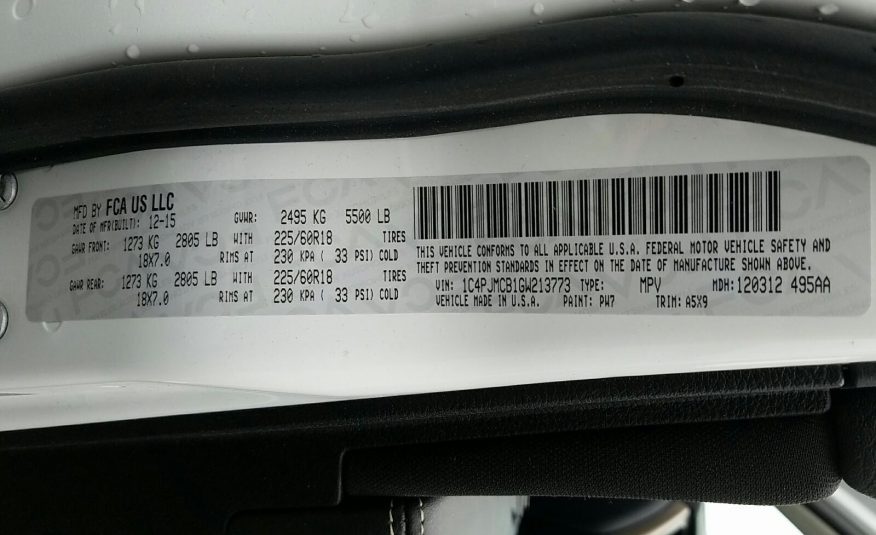 MFD BY FCA US LLC
DATE OF MFR(BUILT): 12-15 GVWR: 2495 KG 5500 LB
GAWR FRONT: 1273 KG 2805 LB WITH 225/60R18 TIRES
18X7.0 RIMS AT 230 KPA ( 33 PSI) COLD
GAWR REAR: 1273 KG 2805 LB WITH 225/60R18 TIRES
18X7.0 RIMS AT 230 KPA ( 33 PSI) COLD
THIS VEHICLE CONFORMS TO ALL APPLICABLE U.S.A. FEDERAL MOTOR VEHICLE SAFETY AND
THEFT PREVENTION STANDARDS IN EFFECT ON THE DATE OF MANUFACTURE SHOWN ABOVE.
VIN: 1C4PJMCB1GW213773 TYPE: MPV MDH:120312 495AA
VEHICLE MADE IN U.S.A. PAINT: PW7 TRIM: A5X9